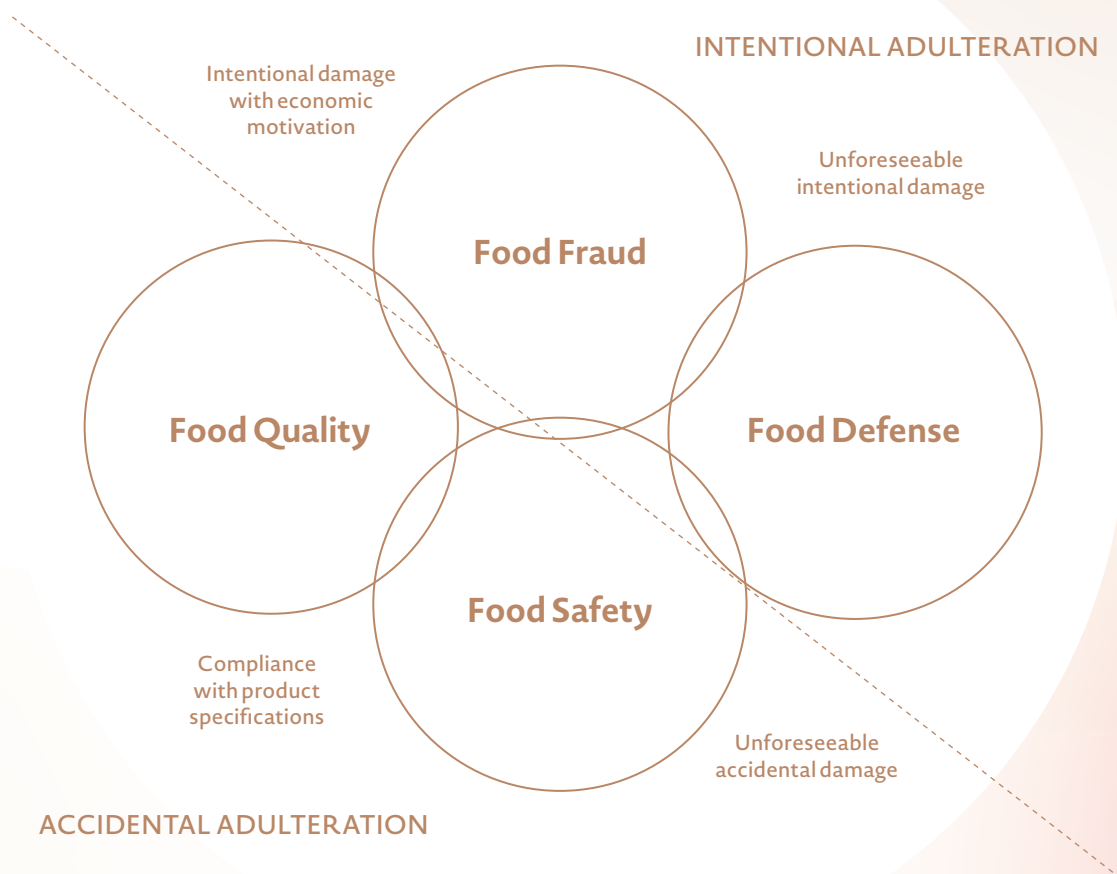 INTENTIONAL ADULTERATION
Intentional damage
with economic
motivation
Unforeseeable
intentional damage
Food Fraud
Food Quality
Food Defense
Food Safety
Compliance
with product
specifications
Unforeseeable
accidental damage
ACCIDENTAL ADULTERATION